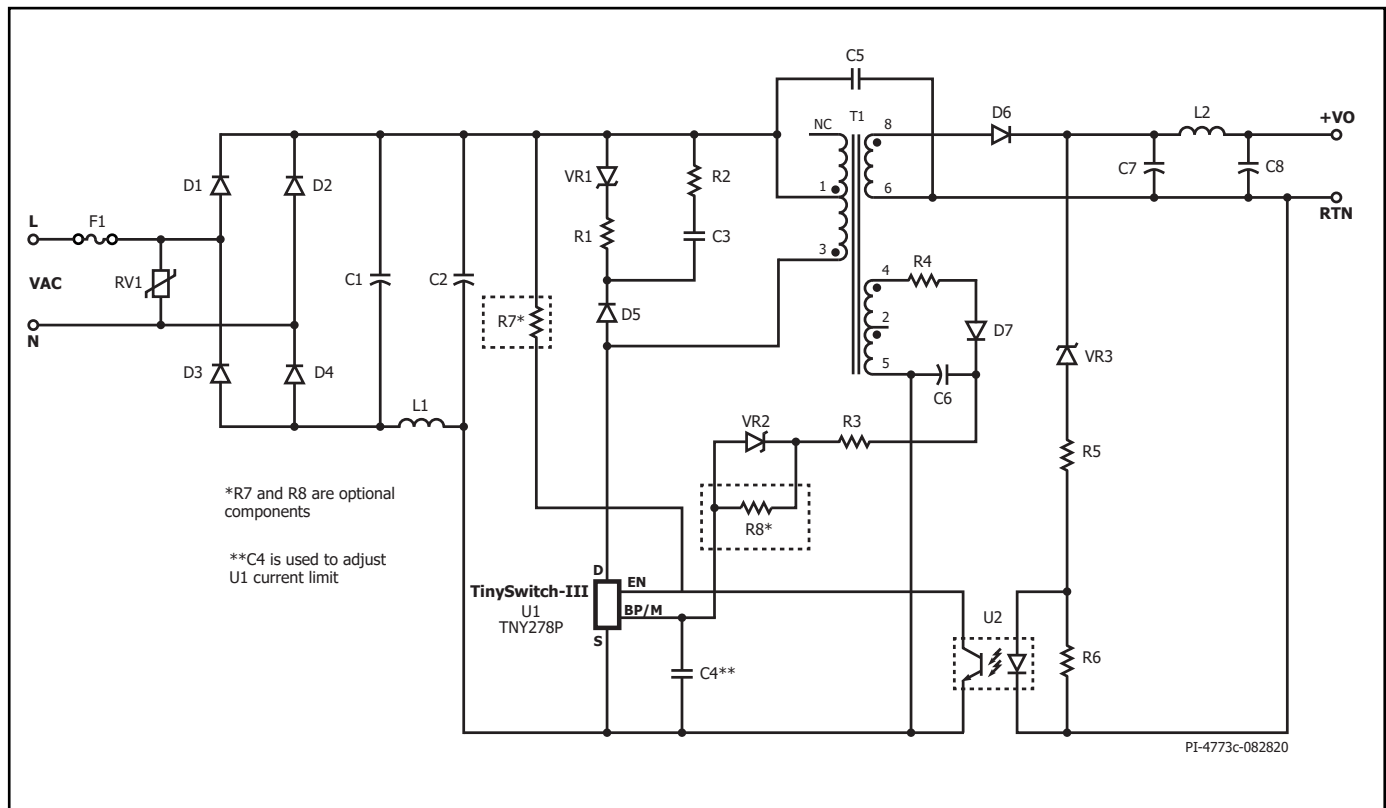 C5
NC
T1
8
D6
L2
+VO
D1
D2
VR1
R2
C7
C8
1
6
RTN
L
F1
R1
C3
3
VAC
RV1
C1
C2
R4
4
N
R7*
D5
2
D7
VR3
D3
D4
5
C6
L1
VR2
R3
R5
*R7 and R8 are optional
components
R8*
**C4 is used to adjust
U1 current limit
D
TinySwitch-III
EN
U1
BP/M
TNY278P
S
U2
C4**
R6
PI-4773c-082820